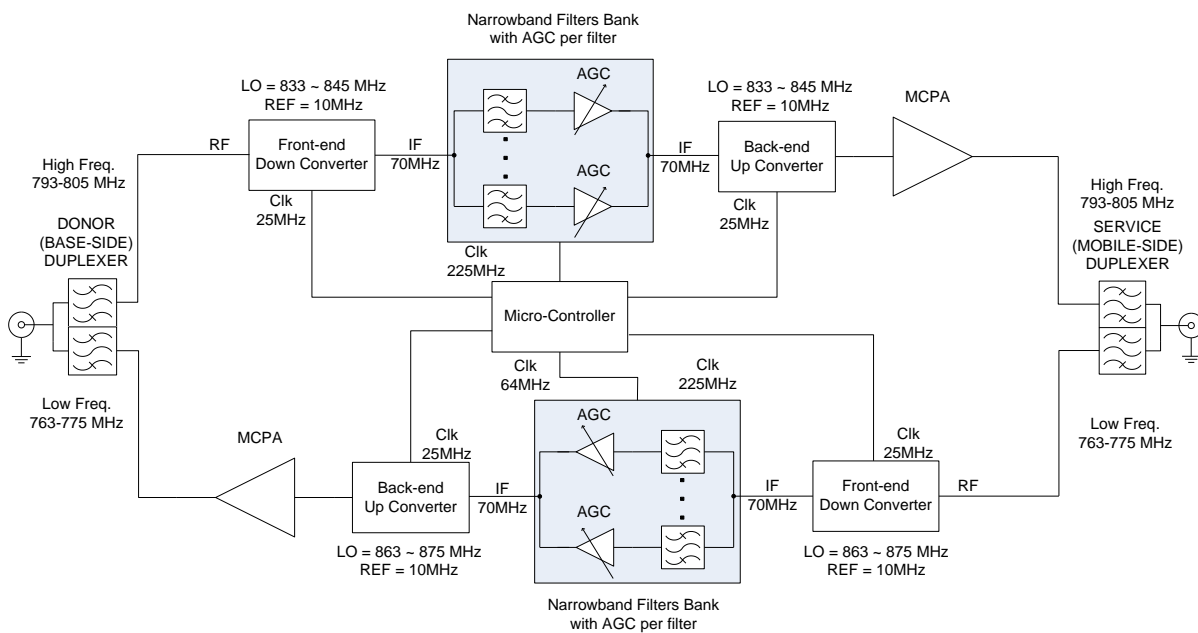 Narrowband Filters Bank
with AGC per filter
LO = 833 ~ 845 MHz
REF = 10MHz
AGC
LO = 833 ~ 845 MHz
REF = 10MHz
MCPA
RF
Front-end
Down Converter
IF
70MHz
AGC
IF
70MHz
Back-end
Up Converter
High Freq.
793-805 MHz
Clk
25MHz
Clk
25MHz
High Freq.
793-805 MHz
DONOR
(BASE-SIDE)
DUPLEXER
Clk
225MHz
SERVICE
(MOBILE-SIDE)
DUPLEXER
Micro-Controller
Clk
64MHz
Clk
225MHz
Low Freq.
763-775 MHz
MCPA
Clk
25MHz
AGC
Clk
25MHz
Low Freq.
763-775 MHz
Back-end
Up Converter
IF
70MHz
AGC
IF
70MHz
Front-end
Down Converter
RF
LO = 863 ~ 875 MHz
REF = 10MHz
LO = 863 ~ 875 MHz
REF = 10MHz
Narrowband Filters Bank
with AGC per filter